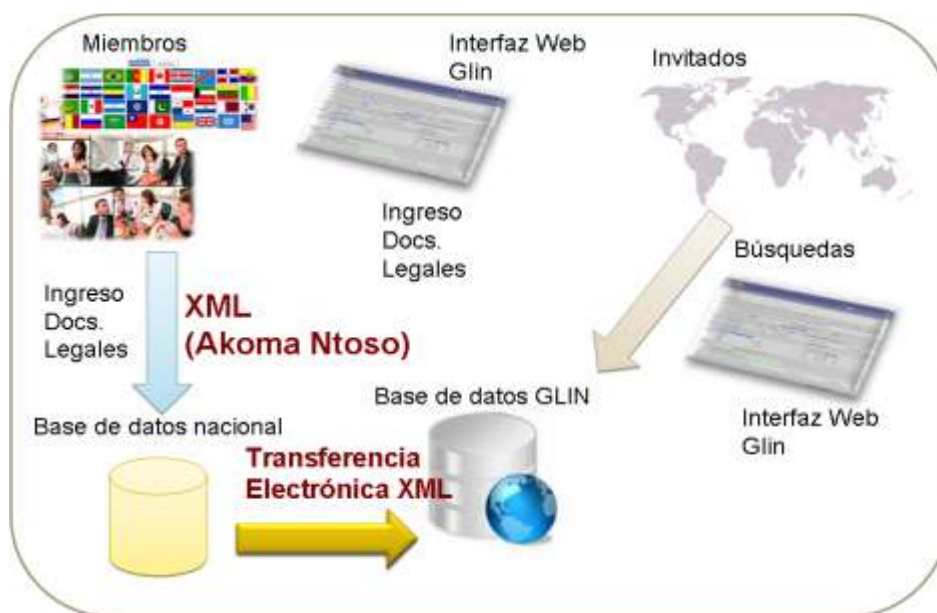 Miembros
Interfaz Web
Glin
Invitados
Ingreso
Docs.
Legales
Búsquedas
Ingreso
Docs.
Legales
XML
(Akoma Ntoso)
Base de datos GLIN
Interfaz Web
Glin
Base de datos nacional
Transferencia
Electrónica XML